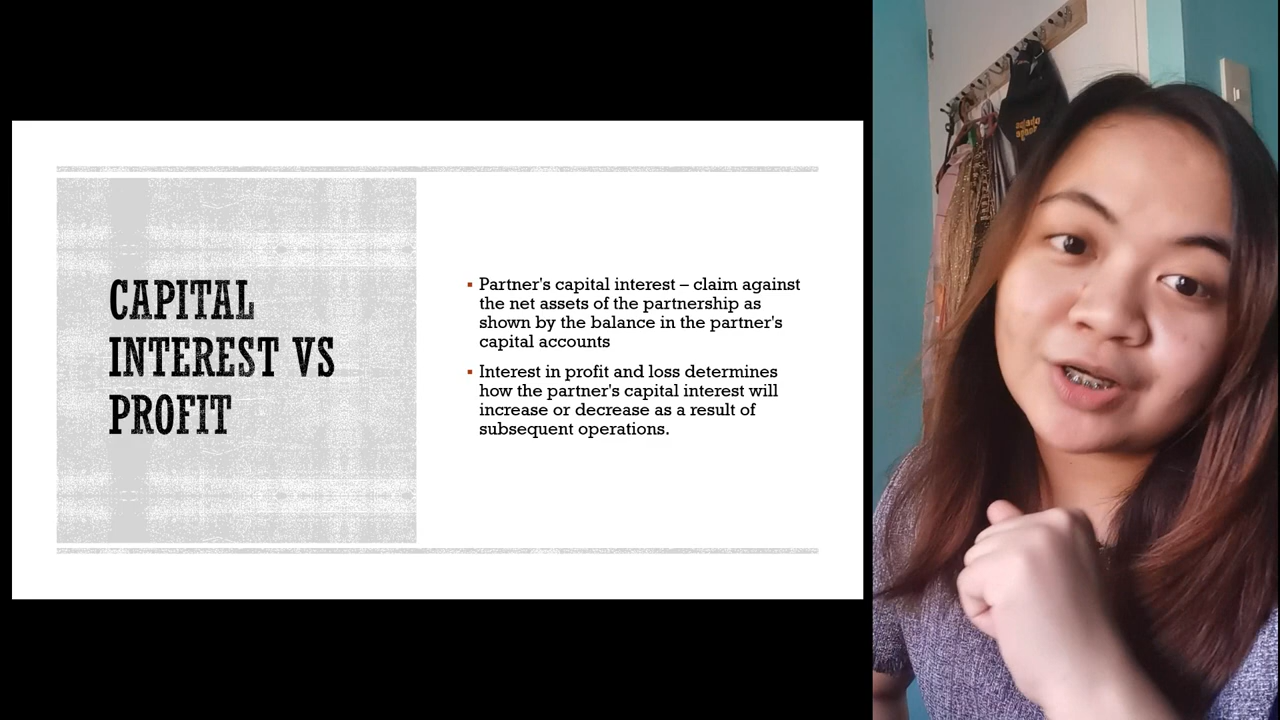 CAPITAL
INTEREST VS
PROFIT
▪ Partner's capital interest – claim against
the net assets of the partnership as
shown by the balance in the partner's
capital accounts
▪ Interest in profit and loss determines
how the partner's capital interest will
increase or decrease as a result of
subsequent operations.